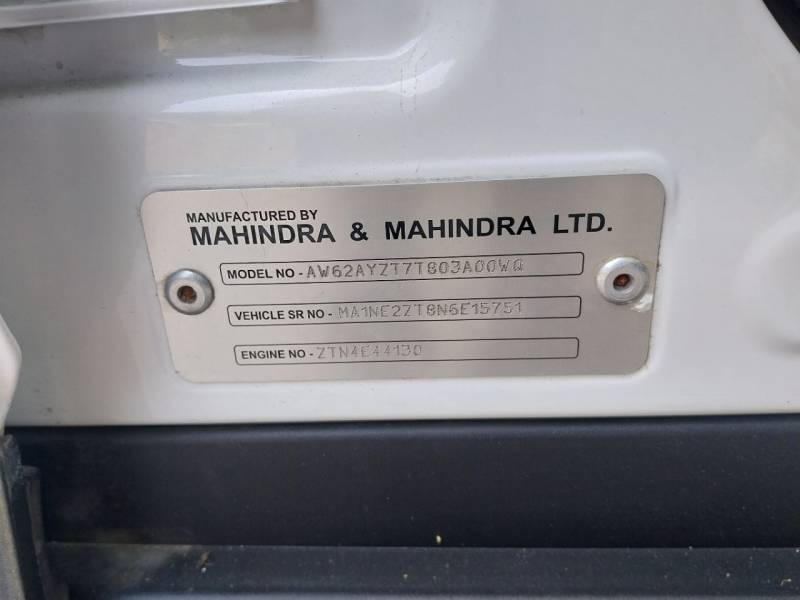 MANUFACTURED BY
MAHINDRA & MAHINDRA LTD.
MODEL NO - AW62AYZT7T803A00WQ
VEHICLE SR NO - MA1NE2ZT8N6E15751
ENGINE NO - ZTN4E44130